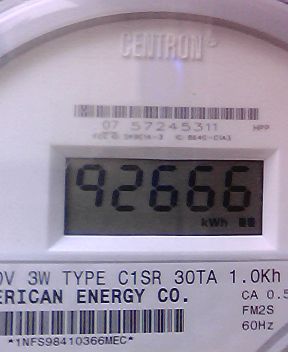 CENTRON®
07 57245311 HPP
92666
kWh
0V 3W TYPE C1SR 30TA 1.0Kh
ERICAN ENERGY CO.
CA 0.5
FM2S
60Hz
*1NFS98410366MEC*